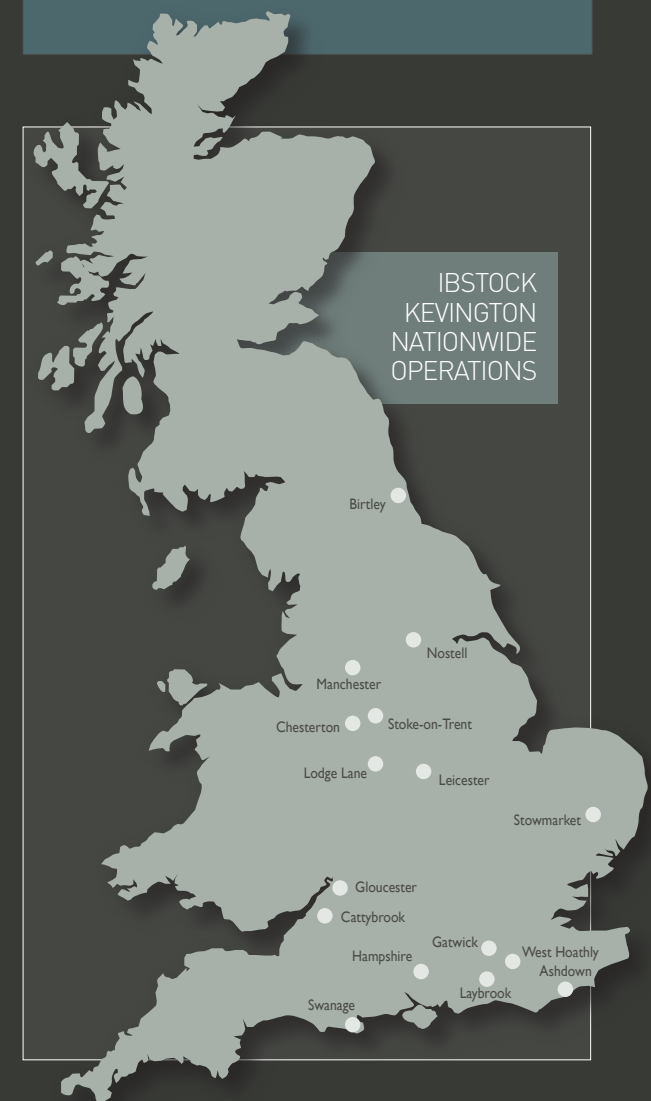 IBSTOCK
KEVINGTON
NATIONWIDE
OPERATIONS
Birtley
Nostell
Manchester
Chesterton
Stoke-on-Trent
Lodge Lane
Leicester
Stowmarket
Gloucester
Cattybrook
Gatwick
West Hoathly
Hampshire
Ashdown
Laybrook
Swanage